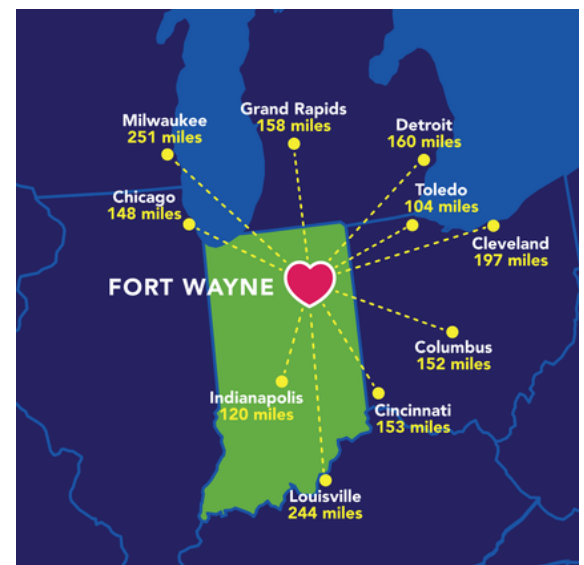 Grand Rapids
158 miles
Milwaukee
251 miles
Detroit
160 miles
Chicago
148 miles
Toledo
104 miles
Cleveland
197 miles
FORT WAYNE
Columbus
152 miles
Indianapolis
120 miles
Cincinnati
153 miles
Louisville
244 miles